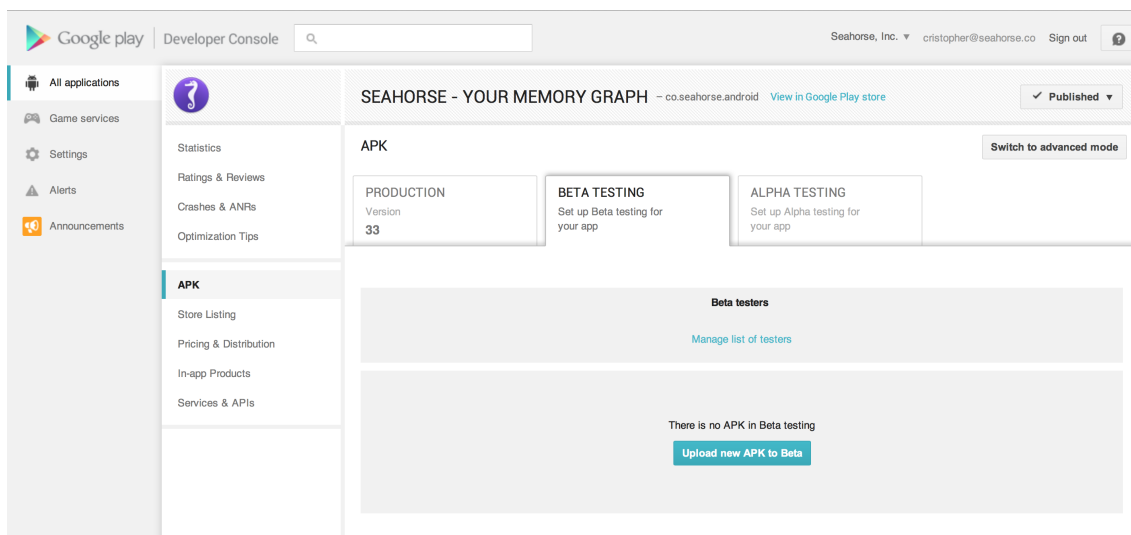 Google play Developer Console Seahorse, Inc. ▼ cristopher@seahorse.co Sign out
All applications
Game services
Settings
Alerts
Announcements
SEAHORSE - YOUR MEMORY GRAPH – co.seahorse.android View in Google Play store ✓ Published ▼
Statistics
Ratings & Reviews
Crashes & ANRs
Optimization Tips
APK
Store Listing
Pricing & Distribution
In-app Products
Services & APIs
APK Switch to advanced mode
PRODUCTION
Version
33
BETA TESTING
Set up Beta testing for
your app
ALPHA TESTING
Set up Alpha testing for
your app
Beta testers
Manage list of testers
There is no APK in Beta testing
Upload new APK to Beta